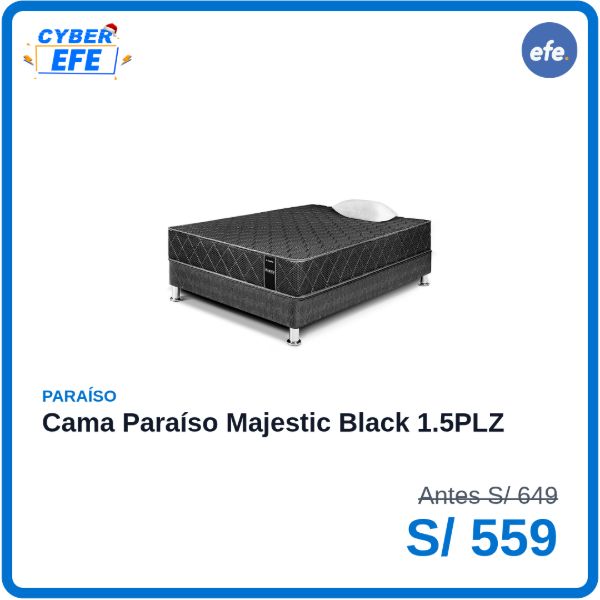 CYBER
EFE
efe.
PARAÍSO
Cama Paraíso Majestic Black 1.5PLZ
Antes S/ 649
S/ 559